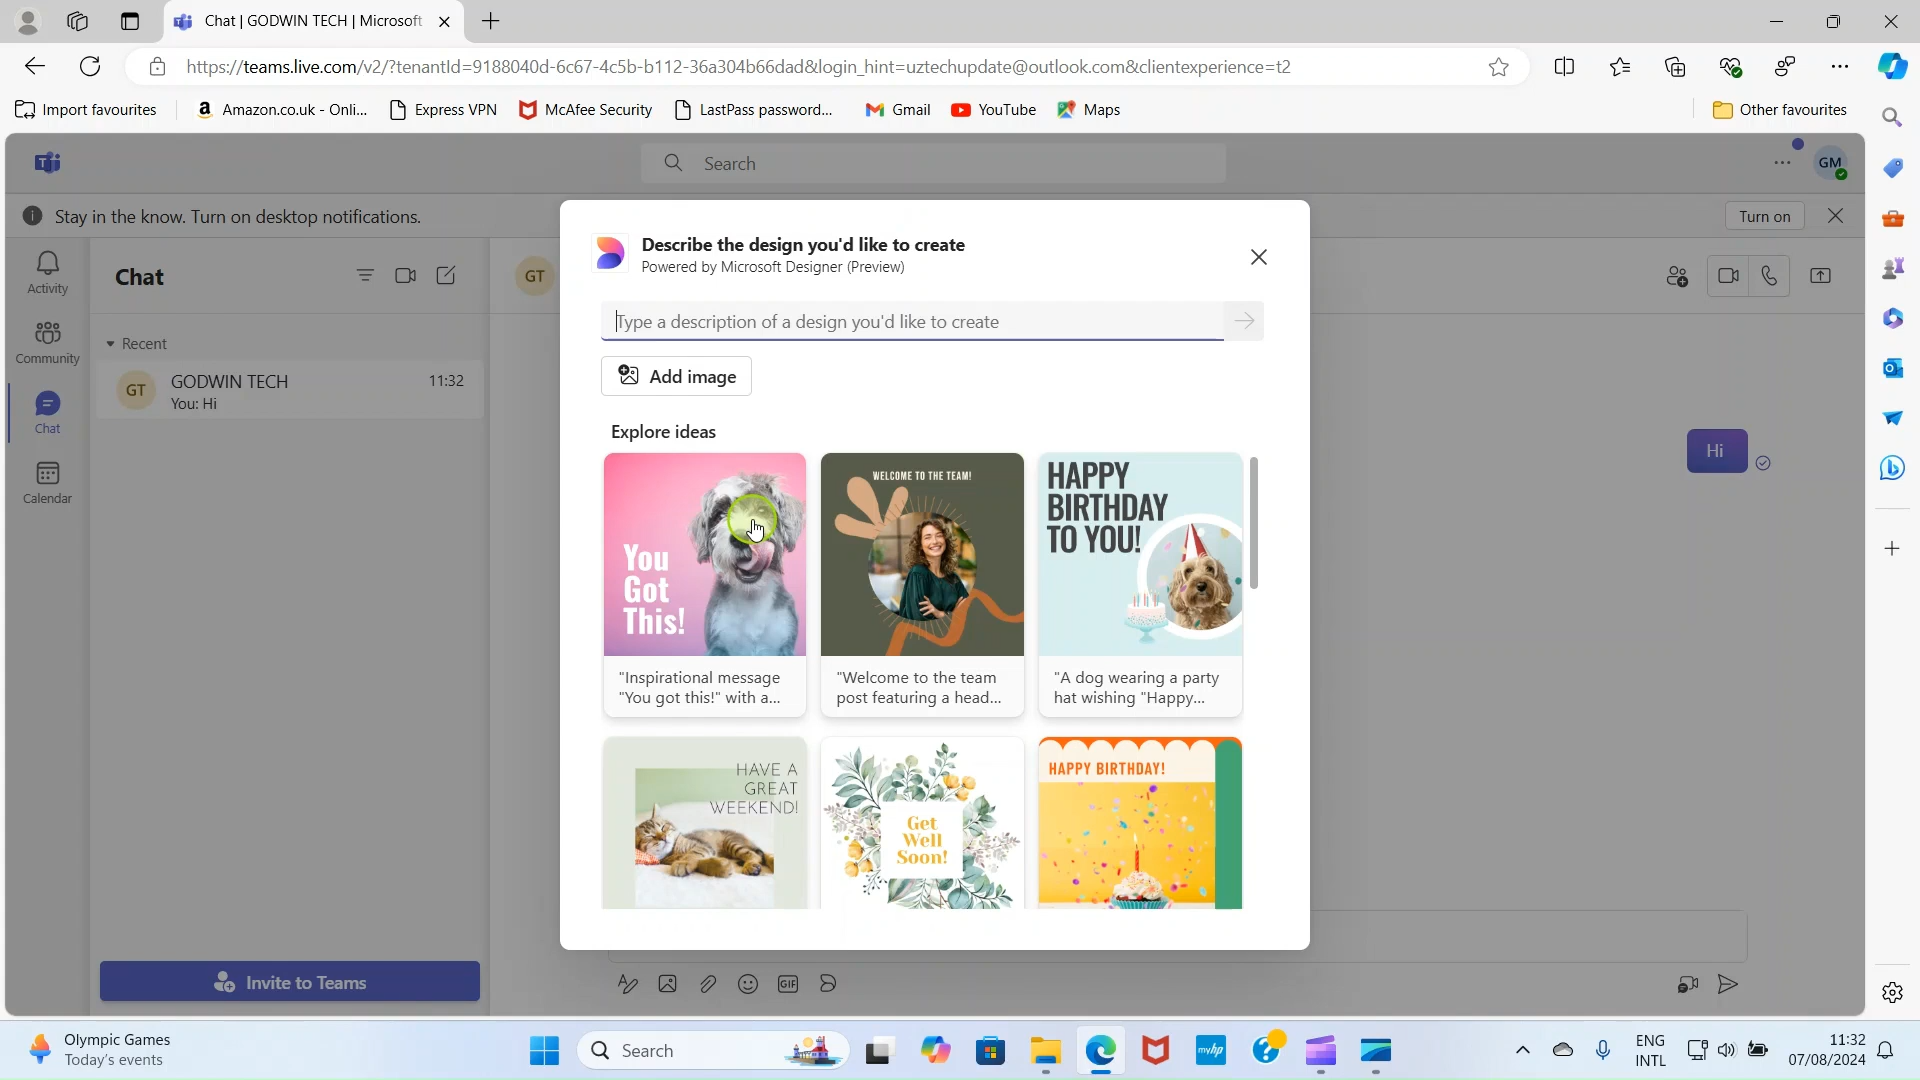 Chat | GODWIN TECH | Microsoft
https://teams.live.com/v2/?tenantId=9188040d-6c67-4c5b-b112-36a304b66dad&login_hint=uztechupdate@outlook.com&clientexperience=t2
Import favourites
Amazon.co.uk - Onli...
Express VPN
McAfee Security
LastPass password...
Gmail
YouTube
Maps
Other favourites
Search
GM
Stay in the know. Turn on desktop notifications.
Turn on
Activity
Community
Chat
Calendar
Chat
Recent
GT
GODWIN TECH
11:32
You: Hi
Invite to Teams
GT
Hi
Describe the design you'd like to create
Powered by Microsoft Designer (Preview)
Type a description of a design you'd like to create
Add image
Explore ideas
You
Got
This!
"Inspirational message
"You got this!" with a...
WELCOME TO THE TEAM!
"Welcome to the team
post featuring a head...
HAPPY
BIRTHDAY
TO YOU!
"A dog wearing a party
hat wishing "Happy...
HAVE A
GREAT
WEEKEND!
Get
Well
Soon!
HAPPY BIRTHDAY!
GIF
Olympic Games
Today's events
Search
myhp
ENG
INTL
11:32
07/08/2024